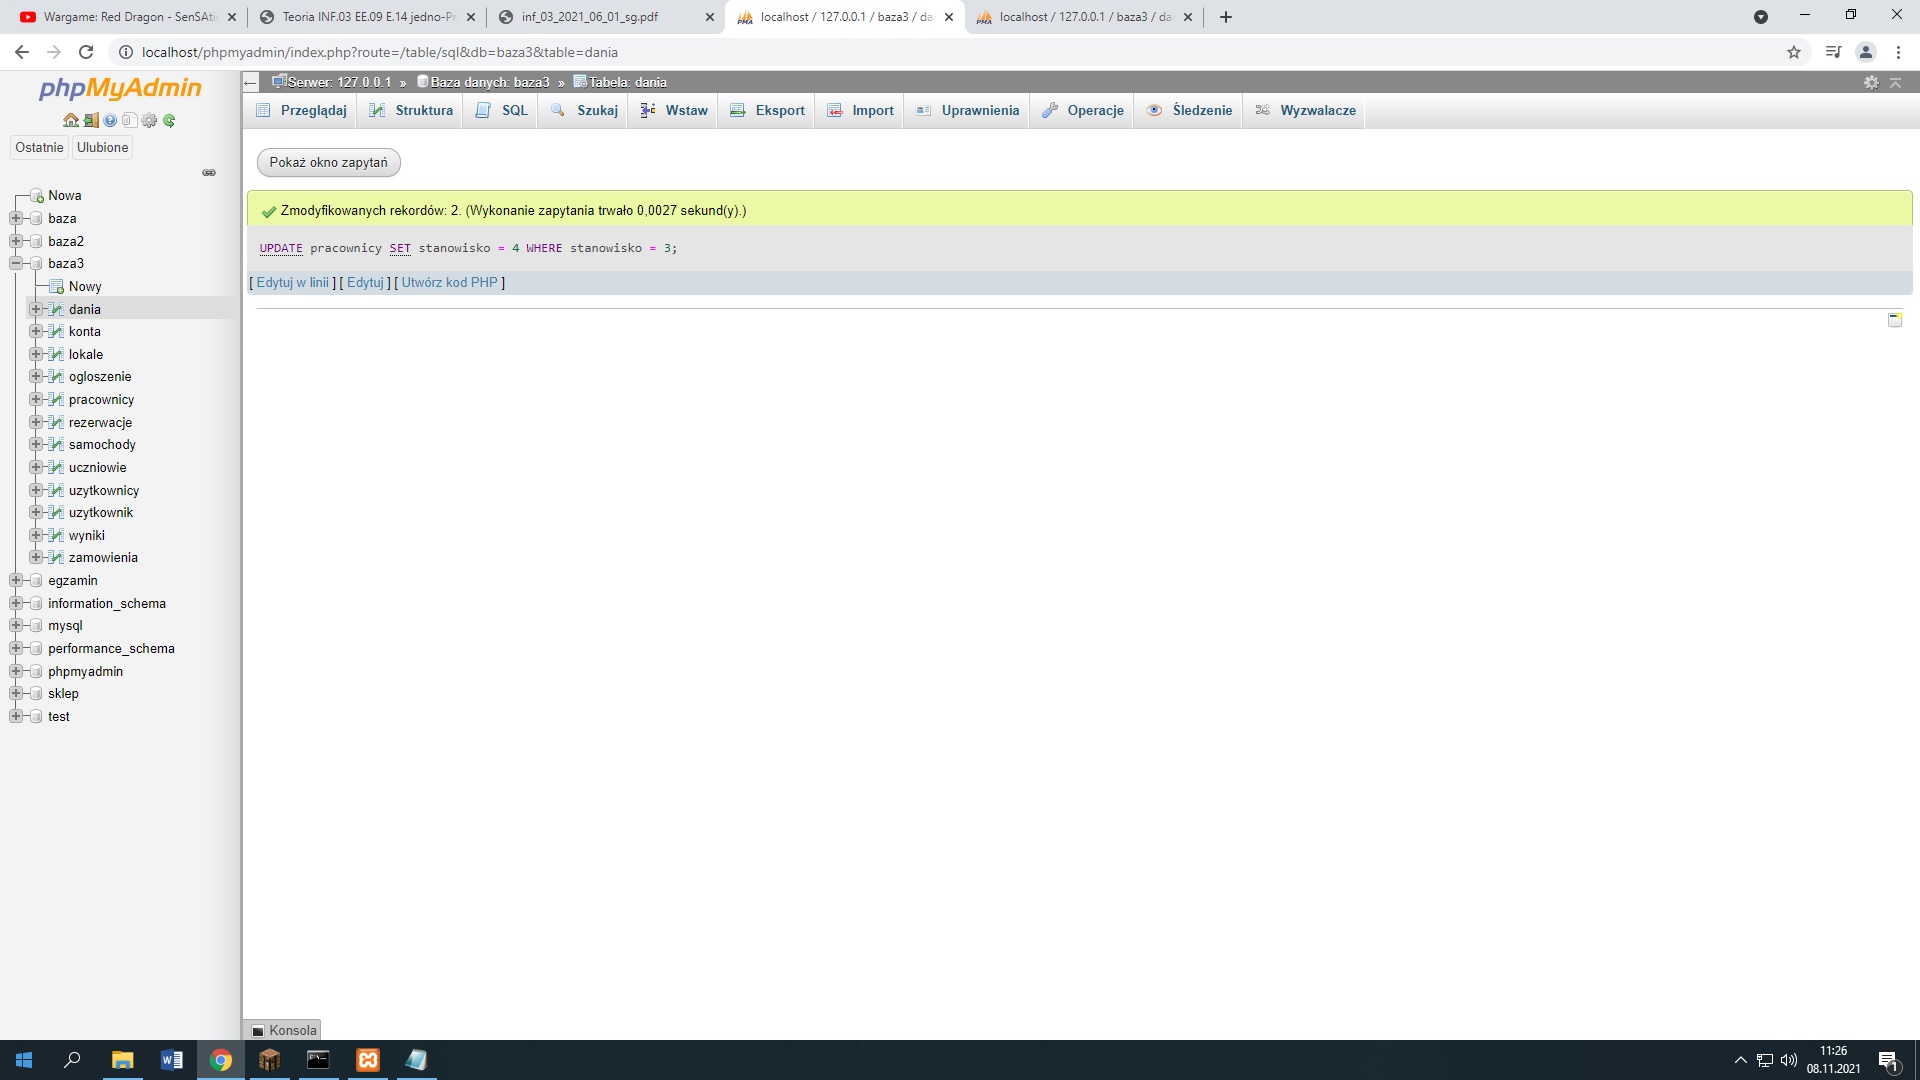 Wargame: Red Dragon - SenSAti
Teoria INF.03 EE.09 E.14 jedno-Pr
inf_03_2021_06_01_sg.pdf
localhost / 127.0.0.1 / baza3 / da
localhost / 127.0.0.1 / baza3 / da
localhost/phpmyadmin/index.php?route=/table/sql&db=baza3&table=dania
phpMyAdmin
Serwer: 127.0.0.1 » Baza danych: baza3 » Tabela: dania
Przeglądaj Struktura SQL Szukaj Wstaw Eksport Import Uprawnienia Operacje Śledzenie Wyzwalacze
Ostatnie Ulubione
Nowa
baza
baza2
baza3
Nowy
dania
konta
lokale
ogloszenie
pracownicy
rezerwacje
samochody
uczniowie
uzytkownicy
uzytkownik
wyniki
zamowienia
egzamin
information_schema
mysql
performance_schema
phpmyadmin
sklep
test
Pokaż okno zapytań
Zmodyfikowanych rekordów: 2. (Wykonanie zapytania trwało 0,0027 sekund(y).)
UPDATE pracownicy SET stanowisko = 4 WHERE stanowisko = 3;
[ Edytuj w linii ] [ Edytuj ] [ Utwórz kod PHP ]
Konsola
11:26
08.11.2021
1